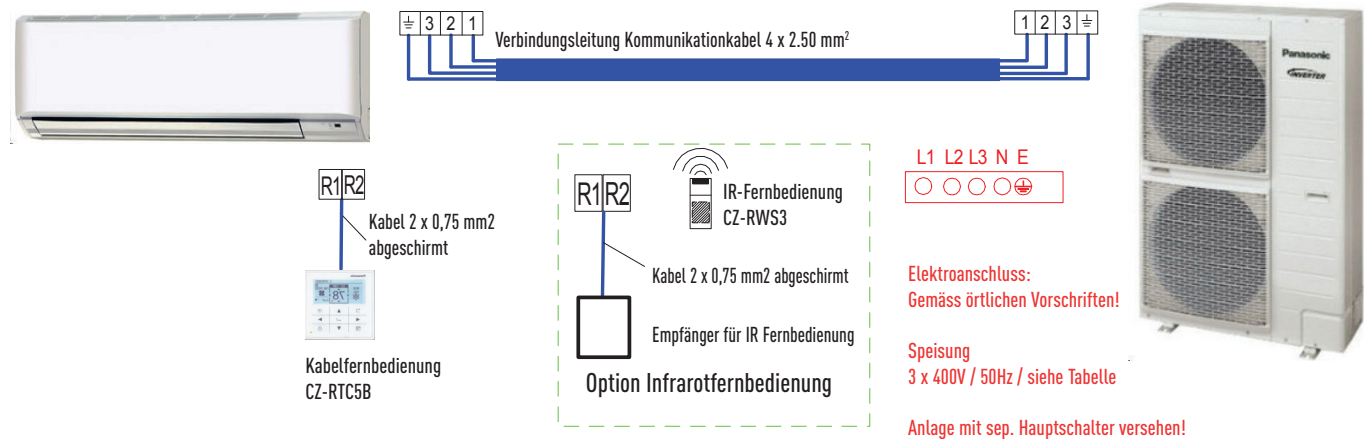 ⏚ 3 2 1
Verbindungsleitung Kommunikationkabel 4 x 2.50 mm²
1 2 3 ⏚
Panasonic
INVERTER
R1 R2
Kabel 2 x 0,75 mm2
abgeschirmt
Kabelfernbedienung
CZ-RTC5B
R1 R2
IR-Fernbedienung
CZ-RWS3
Kabel 2 x 0,75 mm2 abgeschirmt
Empfänger für IR Fernbedienung
Option Infrarotfernbedienung
L1 L2 L3 N E
Elektroanschluss:
Gemäss örtlichen Vorschriften!
Speisung
3 x 400V / 50Hz / siehe Tabelle
Anlage mit sep. Hauptschalter versehen!